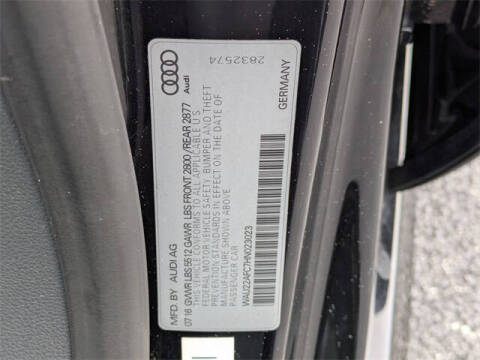 MFD BY AUDI AG
07 16 GVWR LBS 5512 GAWR LBS FRONT 2800 / REAR 2877
THIS VEHICLE CONFORMS TO ALL APPLICABLE U S
FEDERAL MOTOR VEHICLE SAFETY, BUMPER AND THEFT
PREVENTION STANDARDS IN EFFECT ON THE DATE OF
MANUFACTURE SHOWN ABOVE.
PASSENGER CAR
WAU22AFC7HN023023
Audi
2832574
GERMANY